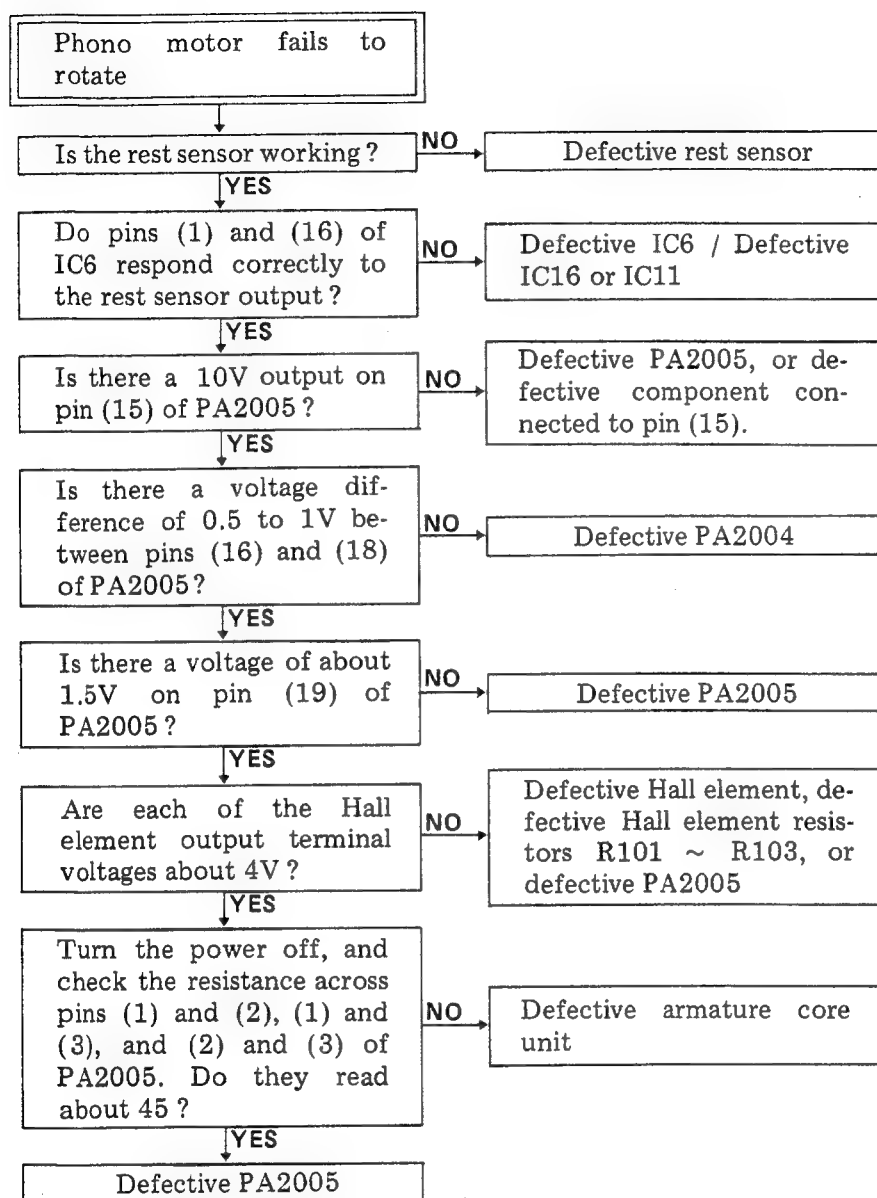 Phono motor fails to
rotate
Is the rest sensor working?
NO
Defective rest sensor
YES
Do pins (1) and (16) of
IC6 respond correctly to
the rest sensor output?
NO
Defective IC6 / Defective
IC16 or IC11
YES
Is there a 10V output on
pin (15) of PA2005?
NO
Defective PA2005, or de-
fective component con-
nected to pin (15).
YES
Is there a voltage dif-
ference of 0.5 to 1V be-
tween pins (16) and (18)
of PA2005?
NO
Defective PA2004
YES
Is there a voltage of about
1.5V on pin (19) of
PA2005?
NO
Defective PA2005
YES
Are each of the Hall
element output terminal
voltages about 4V?
NO
Defective Hall element, de-
fective Hall element resis-
tors R101 ~ R103, or
defective PA2005
YES
Turn the power off, and
check the resistance across
pins (1) and (2), (1) and
(3), and (2) and (3) of
PA2005. Do they read
about 45?
NO
Defective armature core
unit
YES
Defective PA2005